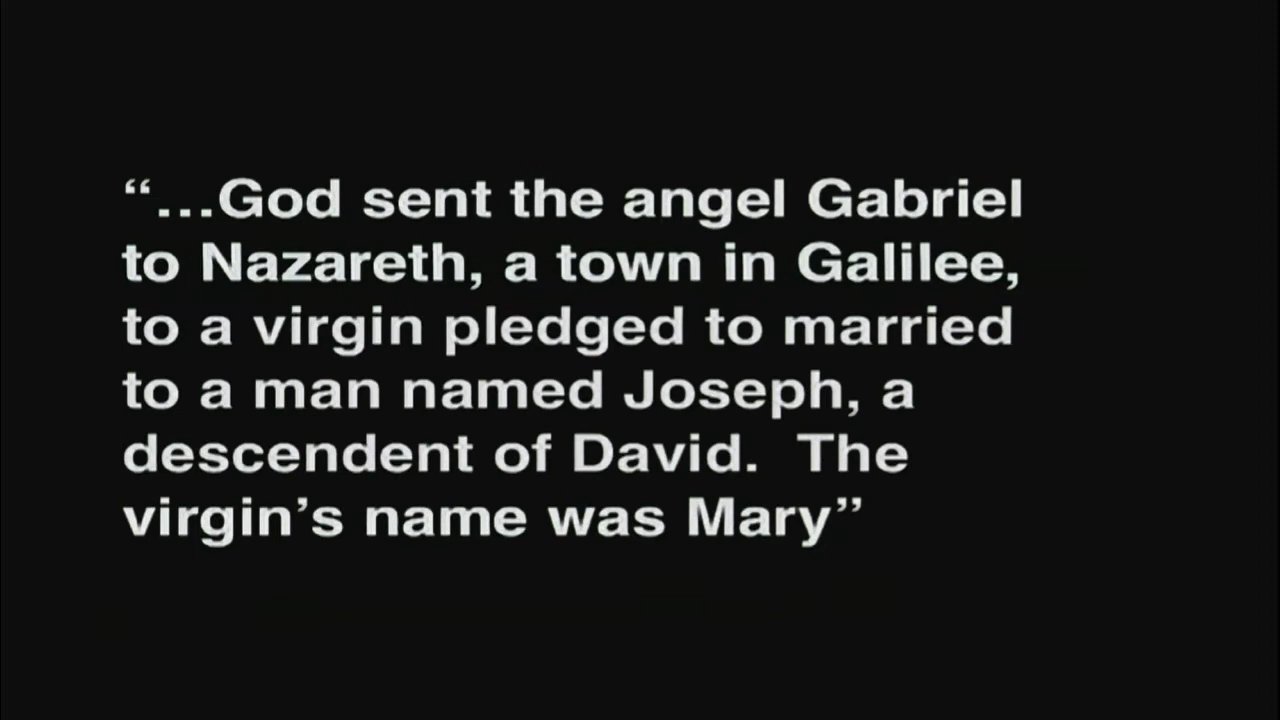 “...God sent the angel Gabriel
to Nazareth, a town in Galilee,
to a virgin pledged to married
to a man named Joseph, a
descendent of David.  The
virgin’s name was Mary”